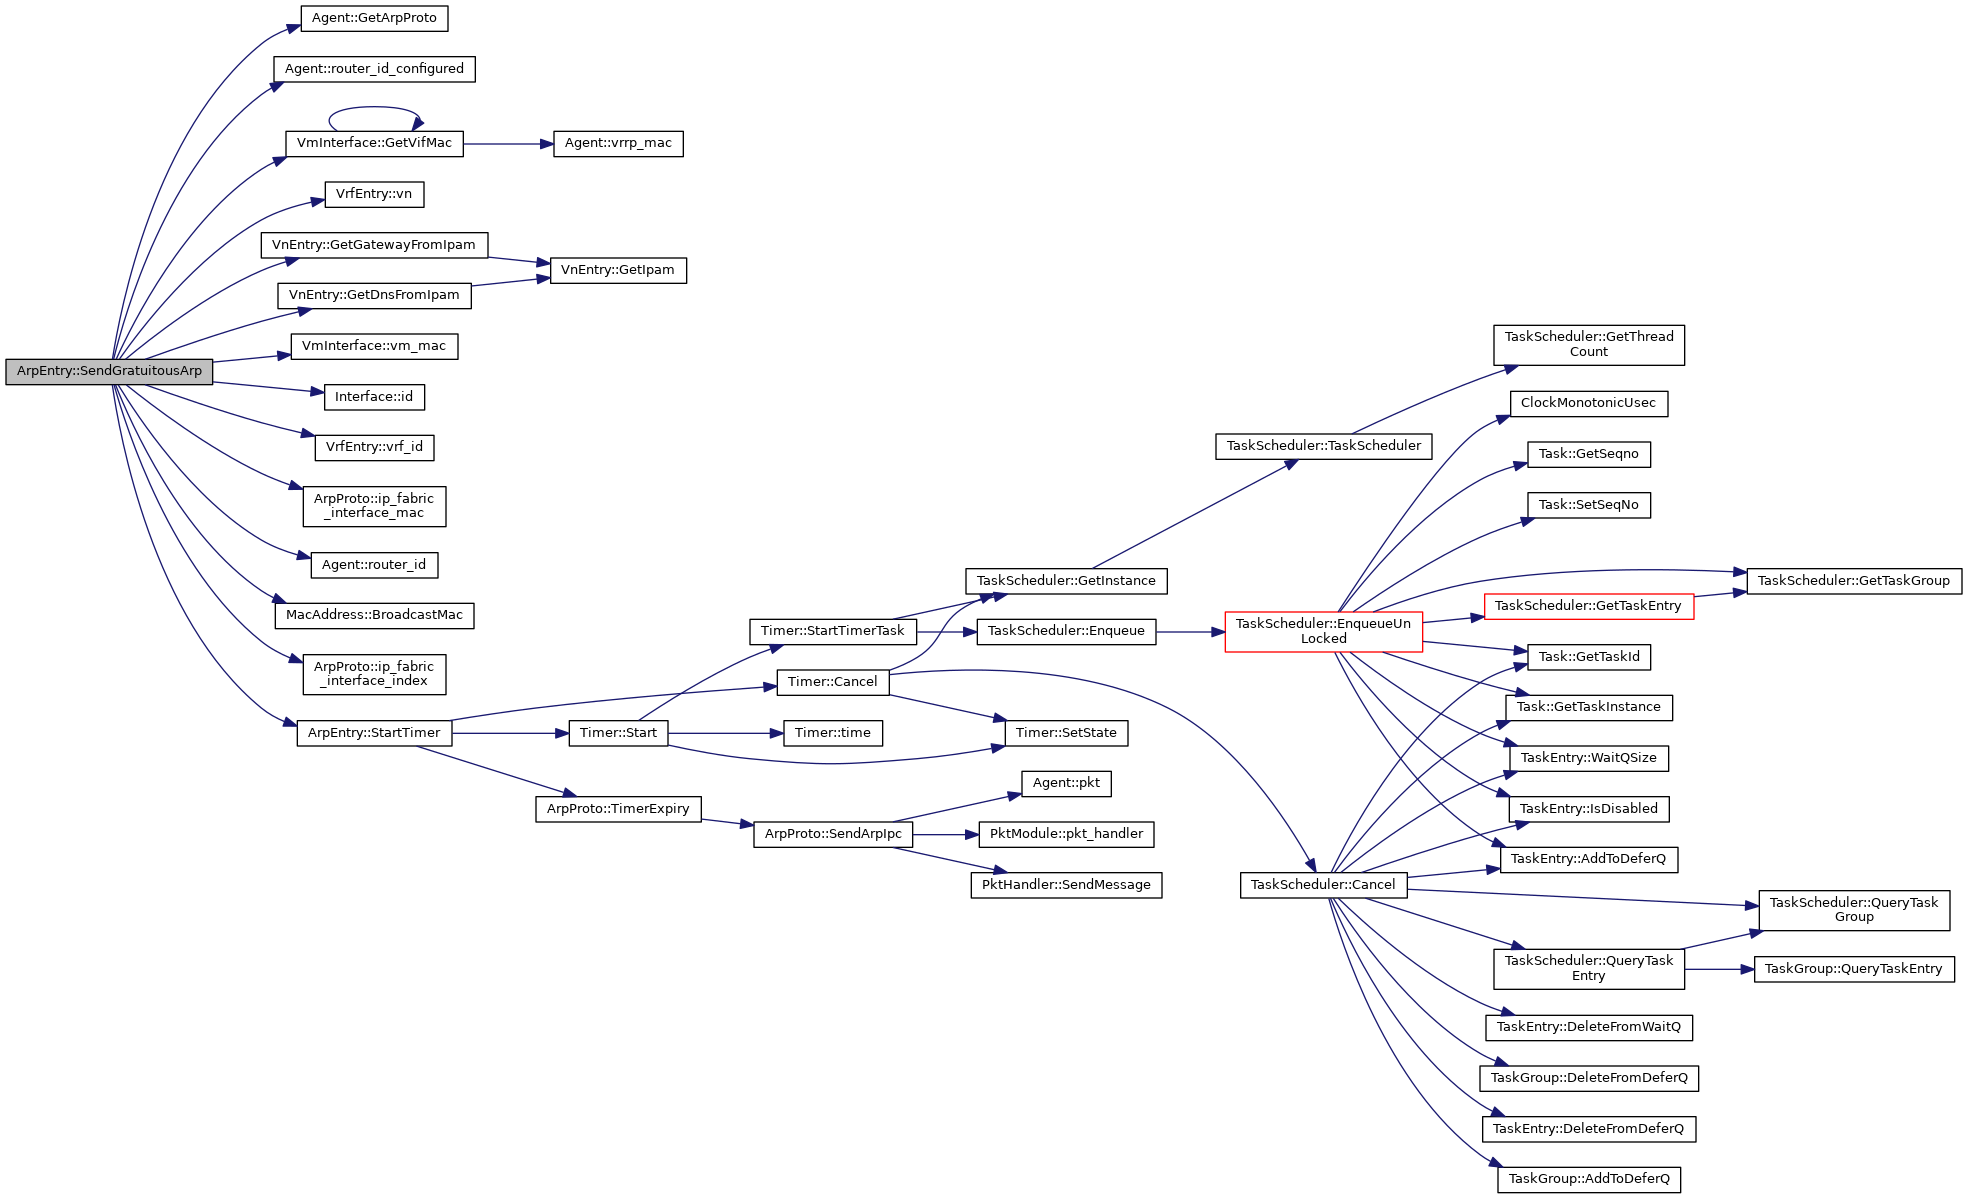 Agent::GetArpProto
Agent::router_id_configured
VmInterface::GetVifMac
Agent::vrrp_mac
VrfEntry::vn
VnEntry::GetGatewayFromIpam
VnEntry::GetIpam
VnEntry::GetDnsFromIpam
VmInterface::vm_mac
ArpEntry::SendGratuitousArp
Interface::id
VrfEntry::vrf_id
ArpProto::ip_fabric
_interface_mac
Agent::router_id
MacAddress::BroadcastMac
ArpProto::ip_fabric
_interface_index
ArpEntry::StartTimer
Timer::StartTimerTask
Timer::Cancel
Timer::Start
Timer::time
ArpProto::TimerExpiry
ArpProto::SendArpIpc
TaskScheduler::GetInstance
TaskScheduler::Enqueue
Timer::SetState
Agent::pkt
PktModule::pkt_handler
PktHandler::SendMessage
TaskScheduler::TaskScheduler
TaskScheduler::EnqueueUn
Locked
TaskScheduler::Cancel
TaskScheduler::GetThread
Count
ClockMonotonicUsec
Task::GetSeqno
Task::SetSeqNo
TaskScheduler::GetTaskGroup
TaskScheduler::GetTaskEntry
Task::GetTaskId
Task::GetTaskInstance
TaskEntry::WaitQSize
TaskEntry::IsDisabled
TaskEntry::AddToDeferQ
TaskScheduler::QueryTask
Group
TaskScheduler::QueryTask
Entry
TaskGroup::QueryTaskEntry
TaskEntry::DeleteFromWaitQ
TaskGroup::DeleteFromDeferQ
TaskEntry::DeleteFromDeferQ
TaskGroup::AddToDeferQ